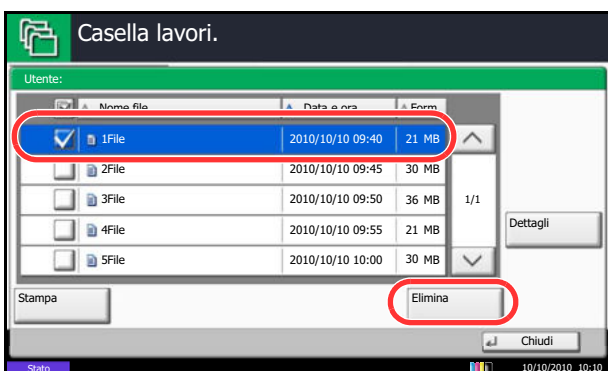 Casella lavori.
Utente:
Nome file Data e ora Form
1File 2010/10/10 09:40 21 MB
2File 2010/10/10 09:45 30 MB
3File 2010/10/10 09:50 36 MB 1/1
4File 2010/10/10 09:55 21 MB
Dettagli
5File 2010/10/10 10:00 30 MB
Stampa Elimina
Chiudi
Stato 10/10/2010 10:10